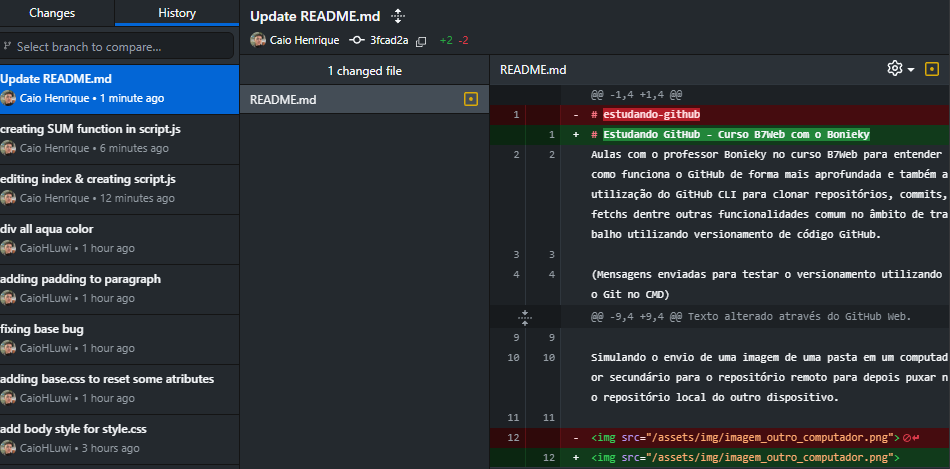 Changes
History
Select branch to compare...
Update README.md
Caio Henrique • 1 minute ago
creating SUM function in script.js
Caio Henrique • 6 minutes ago
editing index & creating script.js
Caio Henrique • 12 minutes ago
div all aqua color
CaioHLuwi • 1 hour ago
adding padding to paragraph
CaioHLuwi • 1 hour ago
fixing base bug
CaioHLuwi • 1 hour ago
adding base.css to reset some atributes
CaioHLuwi • 1 hour ago
add body style for style.css
CaioHLuwi • 3 hours ago
Update README.md
Caio Henrique 3fcad2a +2 -2
1 changed file
README.md
README.md
@@ -1,4 +1,4 @@
1 - # estudando-github
1 + # Estudando GitHub - Curso B7Web com o Bonieky
2 2 Aulas com o professor Bonieky no curso B7Web para entender
como funciona o GitHub de forma mais aprofundada e também a
utilização do GitHub CLI para clonar repositórios, commits,
fetchs dentre outras funcionalidades comum no âmbito de tra
balho utilizando versionamento de código GitHub.
3 3
4 4 (Mensagens enviadas para testar o versionamento utilizando
o Git no CMD)
@@ -9,4 +9,4 @@ Texto alterado através do GitHub Web.
9 9
10 10 Simulando o envio de uma imagem de uma pasta em um computad
or secundário para o repositório remoto para depois puxar n
o repositório local do outro dispositivo.
11 11
12 - <img src="/assets/img/imagem_outro_computador.png">
12 + <img src="/assets/img/imagem_outro_computador.png">